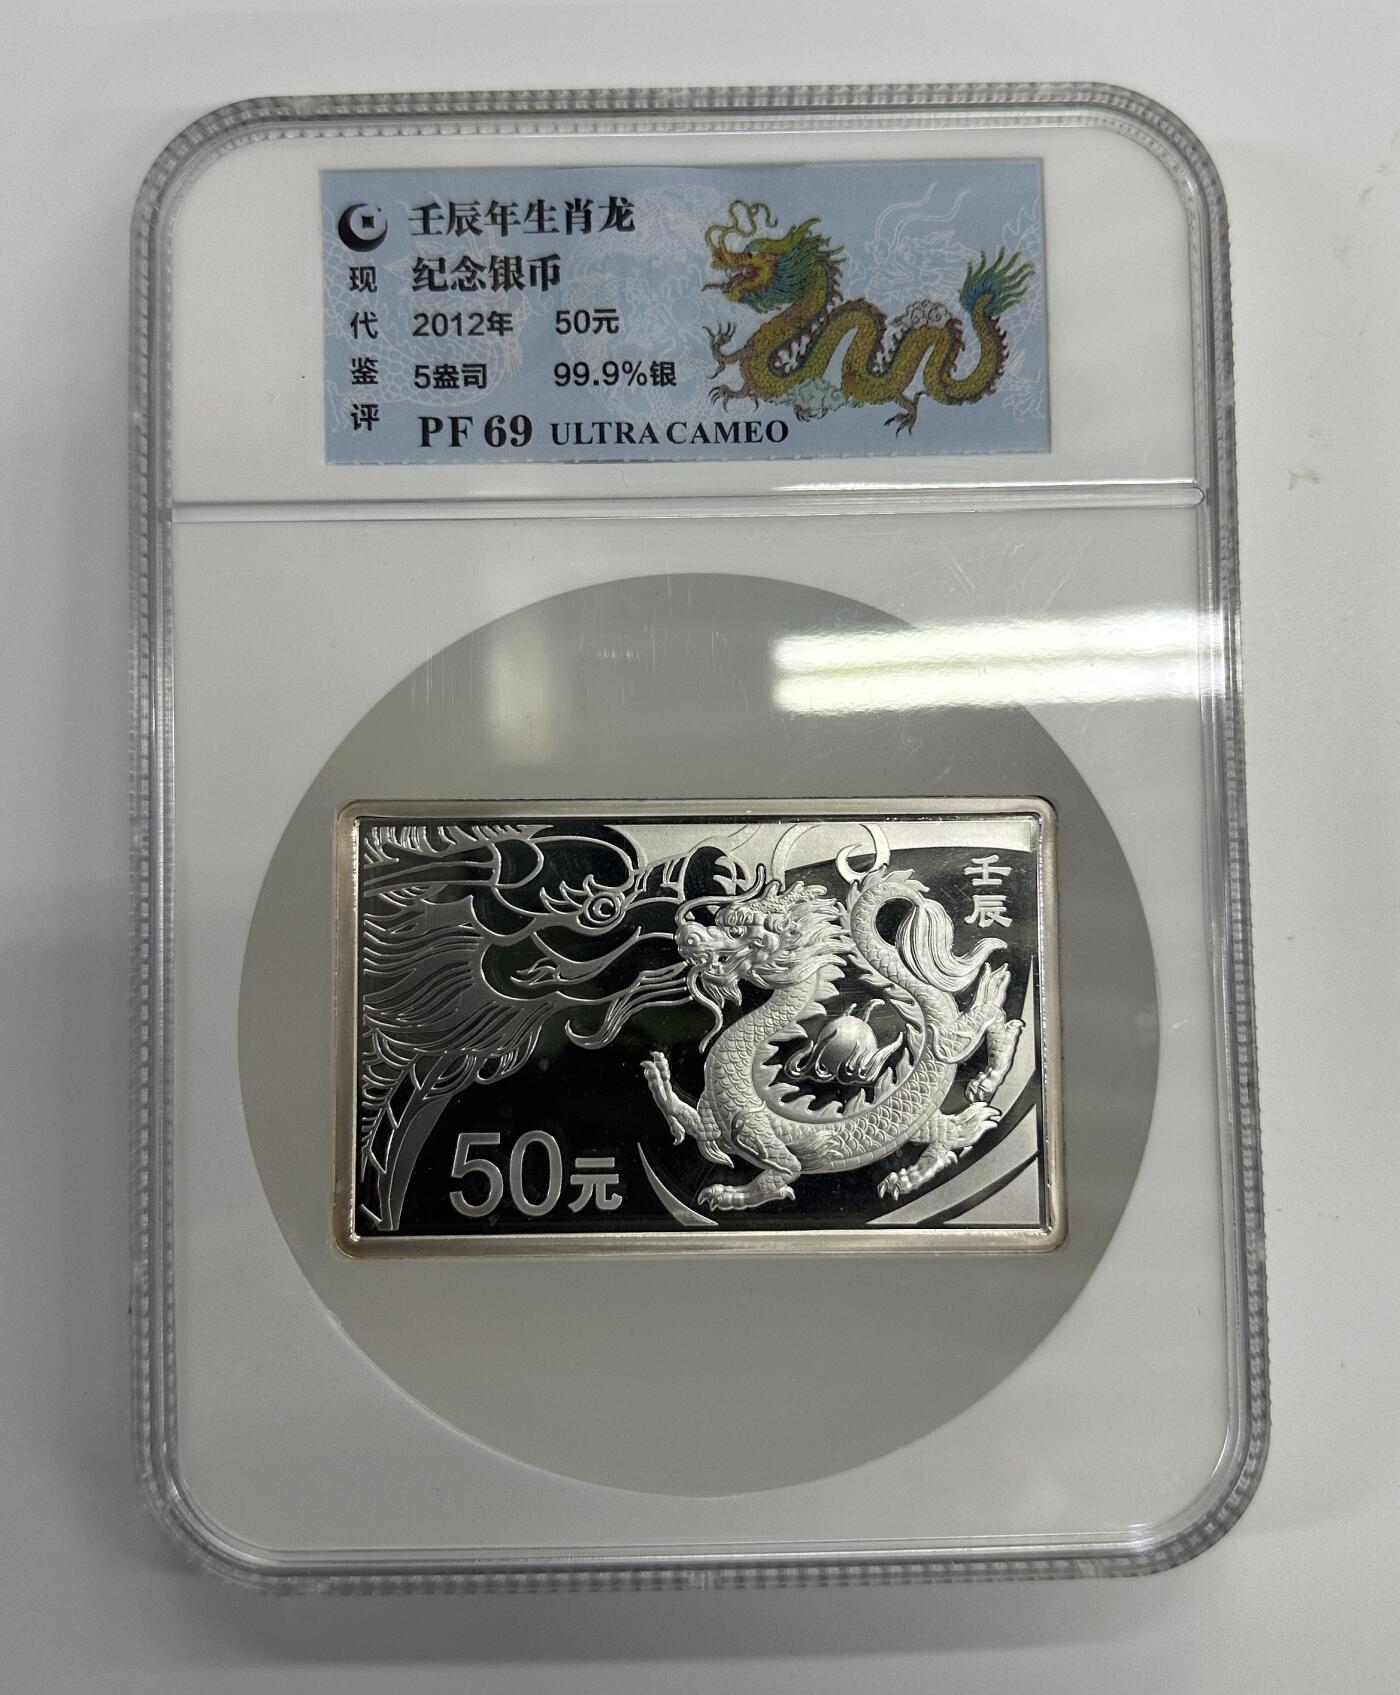 现代鉴评
壬辰年生肖龙
纪念银币
2012年 50元
5盎司 99.9%银
PF 69 ULTRA CAMEO
壬辰
50元